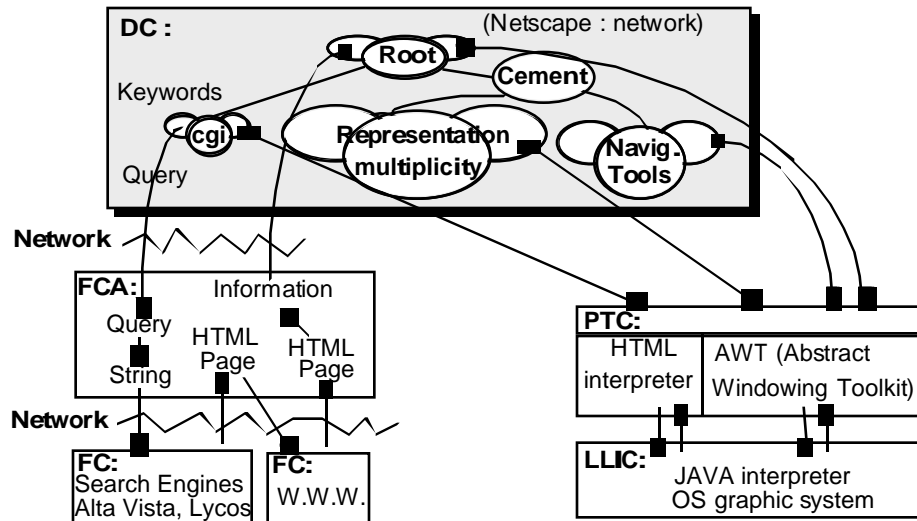 DC :
(Netscape : network)
Root
Cement
Keywords
cgi
Representation
multiplicity
Navig-
Tools
Query
Network
FCA:
Information
Query
HTML
Page
HTML
Page
String
PTC:
HTML
interpreter
AWT (Abstract
Windowing Toolkit)
Network
FC:
Search Engines
Alta Vista, Lycos
FC:
W.W.W.
LLIC:
JAVA interpreter
OS graphic system